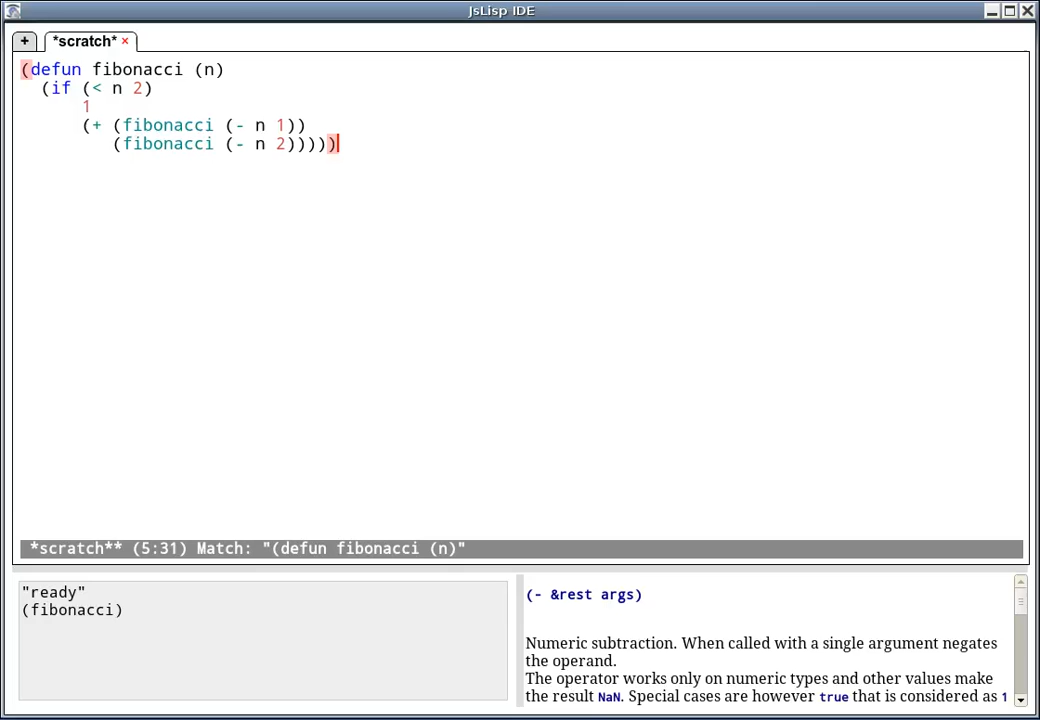 JsLisp IDE
+ *scratch* ×
(defun fibonacci (n)
  (if (< n 2)
      1
      (+ (fibonacci (- n 1))
         (fibonacci (- n 2)))))
*scratch** (5:31) Match: "(defun fibonacci (n)"
"ready"
(fibonacci)
(- &rest args)
Numeric subtraction. When called with a single argument negates
the operand.
The operator works only on numeric types and other values make
the result NaN. Special cases are however true that is considered as 1